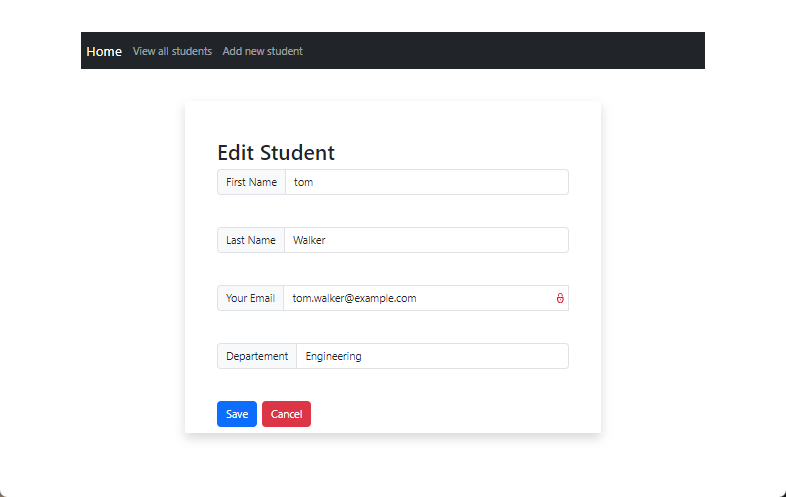 Home View all students Add new student
Edit Student
First Name tom
Last Name Walker
Your Email tom.walker@example.com
Departement Engineering
Save Cancel